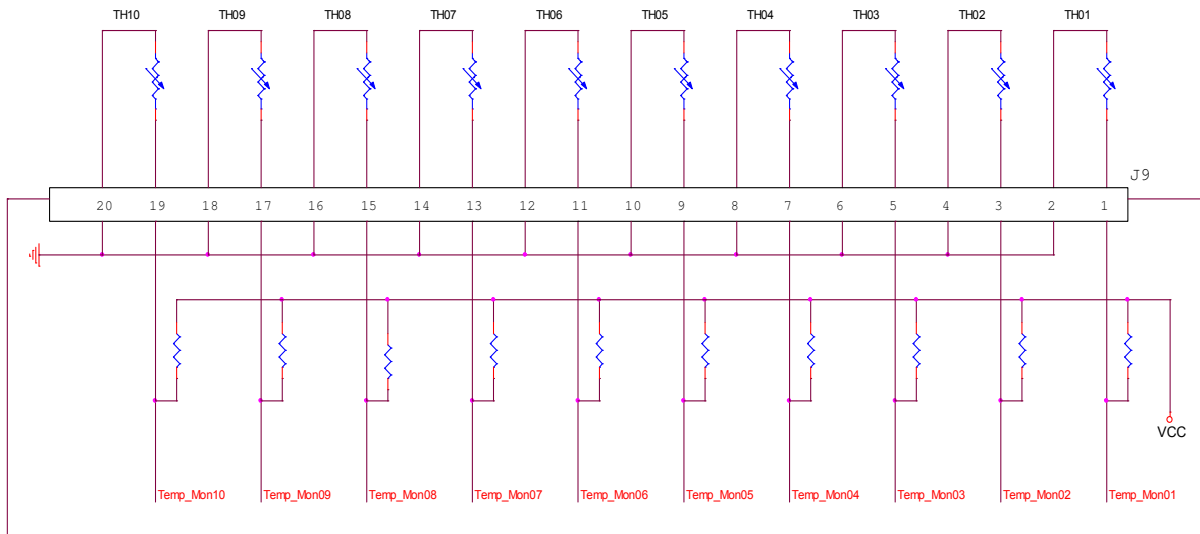 TH10 TH09 TH08 TH07 TH06 TH05 TH04 TH03 TH02 TH01
J9
20 19 18 17 16 15 14 13 12 11 10 9 8 7 6 5 4 3 2 1
VCC
Temp_Mon10 Temp_Mon09 Temp_Mon08 Temp_Mon07 Temp_Mon06 Temp_Mon05 Temp_Mon04 Temp_Mon03 Temp_Mon02 Temp_Mon01